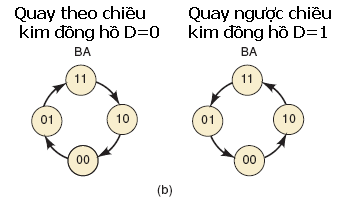 Quay theo chiều
kim đồng hồ D=0
Quay ngược chiều
kim đồng hồ D=1
BA
11
01
10
00
BA
11
01
10
00
(b)